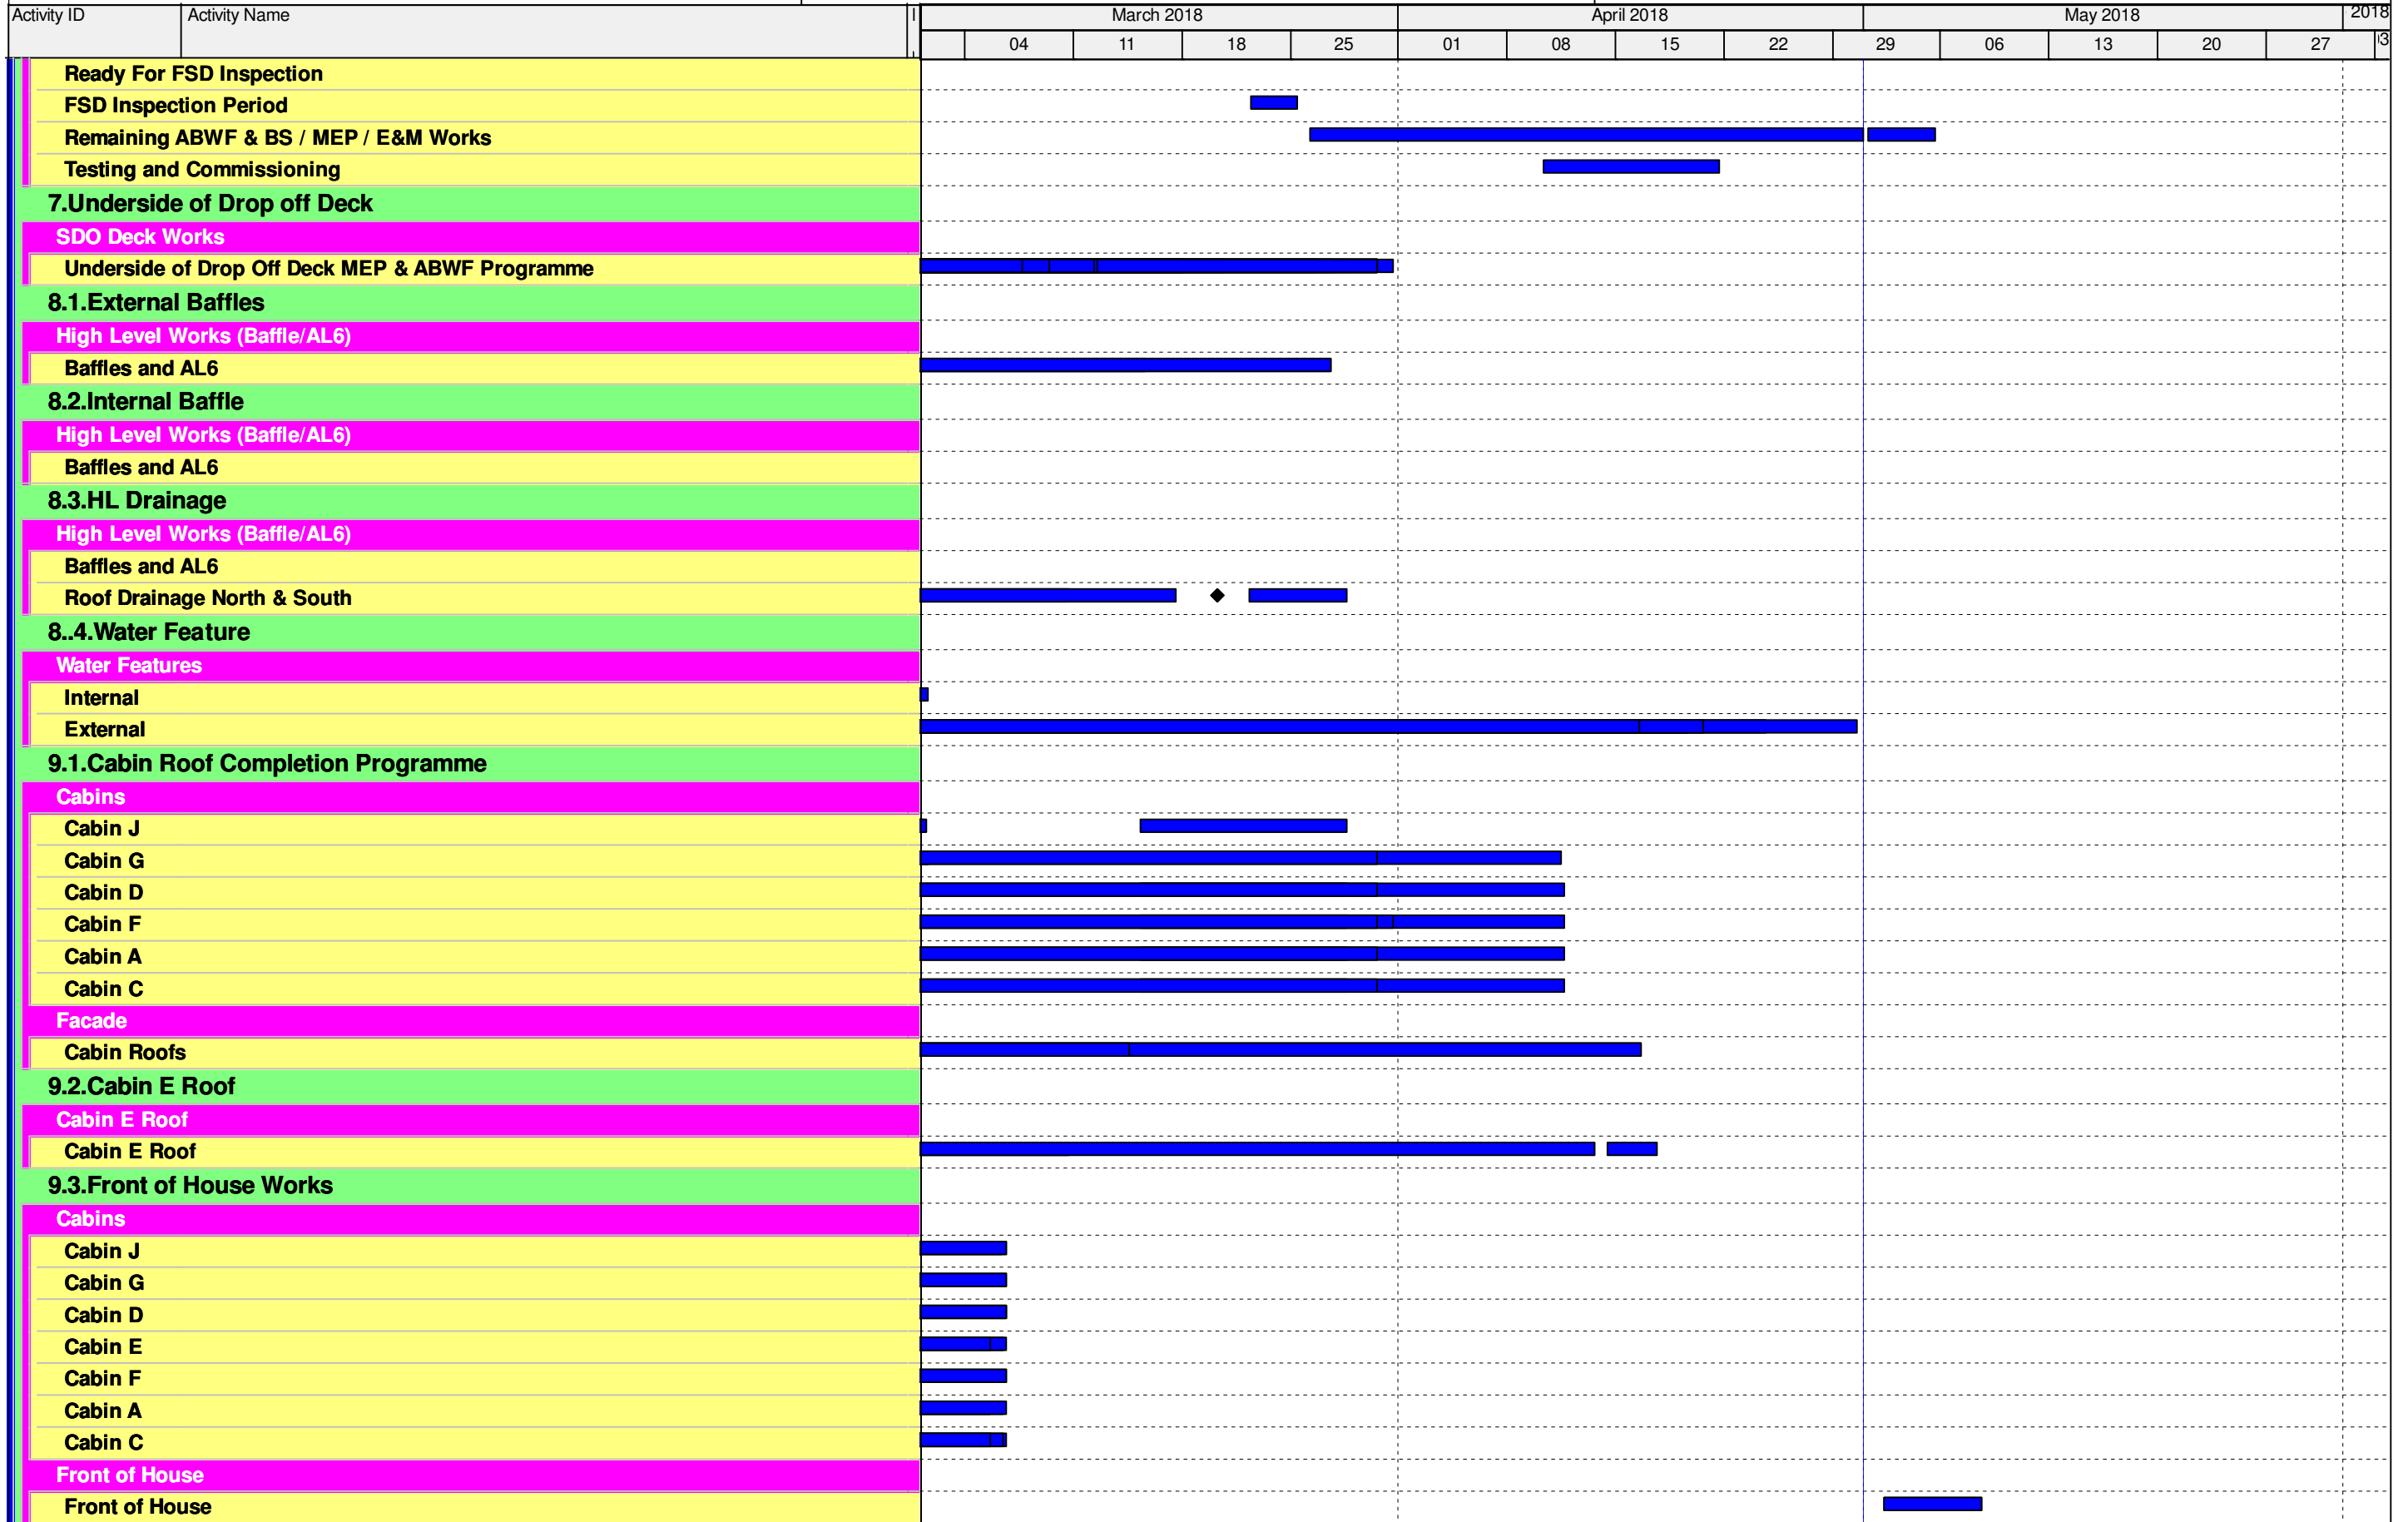 Activity ID Activity Name March 2018 April 2018 May 2018 2018
04 11 18 25 01 08 15 22 29 06 13 20 27
Ready For FSD Inspection
FSD Inspection Period
Remaining ABWF & BS / MEP / E&M Works
Testing and Commissioning
7.Underside of Drop off Deck
SDO Deck Works
Underside of Drop Off Deck MEP & ABWF Programme
8.1.External Baffles
High Level Works (Baffle/AL6)
Baffles and AL6
8.2.Internal Baffle
High Level Works (Baffle/AL6)
Baffles and AL6
8.3.HL Drainage
High Level Works (Baffle/AL6)
Baffles and AL6
Roof Drainage North & South
8..4.Water Feature
Water Features
Internal
External
9.1.Cabin Roof Completion Programme
Cabins
Cabin J
Cabin G
Cabin D
Cabin F
Cabin A
Cabin C
Facade
Cabin Roofs
9.2.Cabin E Roof
Cabin E Roof
Cabin E Roof
9.3.Front of House Works
Cabins
Cabin J
Cabin G
Cabin D
Cabin E
Cabin F
Cabin A
Cabin C
Front of House
Front of House